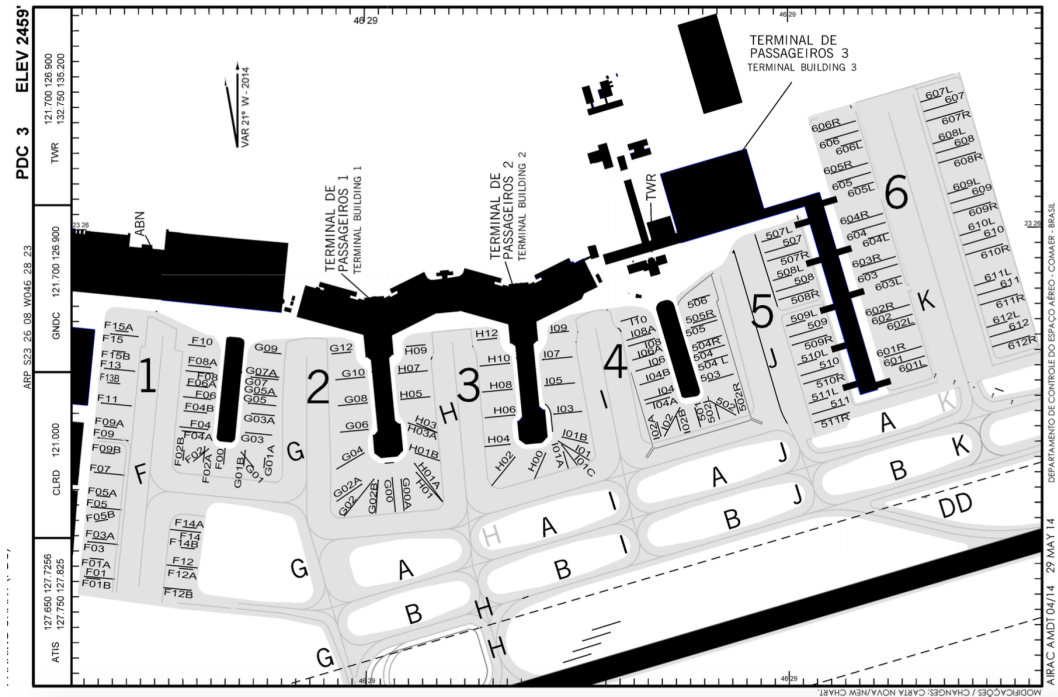 PDC 3 ELEV 2459'
TWR
121.700 126.900
132.750 135.200
GNDC
121.700 126.900
CLRD
121.000
ATIS
127.650 127.7256
127.750 127.825
ARP S23 26 08 W046 28 23
46 29
46 29
VAR 21° W - 2014
ABN
TERMINAL DE
PASSAGEIROS 1
TERMINAL BUILDING 1
TERMINAL DE
PASSAGEIROS 2
TERMINAL BUILDING 2
TERMINAL DE
PASSAGEIROS 3
TERMINAL BUILDING 3
TWR
23 26
23 26
1
2
3
4
5
6
F15A
F15
F15B
F13
F13B
F11
F09A
F09
F09B
F07
F05A
F05
F05B
F03A
F03
F01A
F01
F01B
F10
F08A
F08
F06A
F06
F04B
F04
F04A
F02B
F02
F02A
F00
F14A
F14
F14B
F12
F12A
F12B
G09
G07A
G07
G05A
G05
G03A
G03
G01B
G01
G01A
G12
G10
G08
G06
G04
G02A
G02
G02B
G00
G00A
H09
H07
H05
H03
H03A
H01B
H01A
H01
H12
H10
H08
H06
H04
H02
H00
I09
I07
I05
I03
I01B
I01
I01A
I01C
I10
I08A
I08
I06A
I06
I04B
I04
I04A
I02A
I02
I02B
506
505R
505
504R
504
504 L
503
502R
502L
507L
507
507R
508L
508
508R
509L
509
509R
510L
510
510R
511L
511
511R
606R
606
606L
605R
605
605L
604R
604
604L
603R
603
603L
602R
602
602L
601R
601
601L
607L
607
607R
608L
608
608R
609L
609
609R
610L
610
610R
611L
611
611R
612L
612
612R
F
G
H
I
J
K
G
A
B
G
H
H
H
A
B
I
I
A
B
J
J
A
B
K
K
DD
46 29
46 29
AIRAC AMDT 04/14 29 MAY 14
DEPARTAMENTO DE CONTROLE DO ESPAÇO AÉREO - COMAER - BRASIL
MODIFICAÇÕES / CHANGES: CARTA NOVA/NEW CHART.